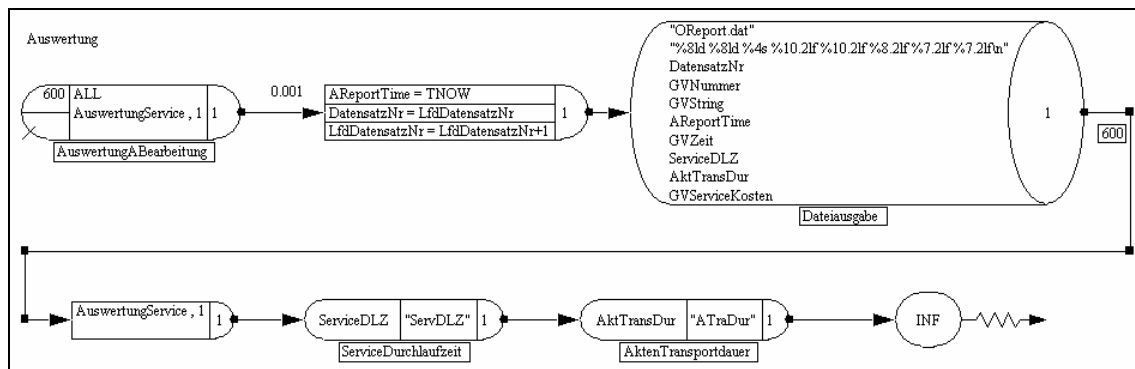 Auswertung
600
ALL
AuswertungService , 1
1
AuswertungABearbeitung
0.001
AReportTime = TNOW
DatensatzNr = LfdDatensatzNr
LfdDatensatzNr = LfdDatensatzNr+1
1
"OReport.dat"
"%8ld %8ld %4s %10.2lf %10.2lf %8.2lf %7.2lf %7.2lf\n"
DatensatzNr
GVNummer
GVString
AReportTime
GVZeit
ServiceDLZ
AktTransDur
GVServiceKosten
1
Dateiausgabe
600
AuswertungService , 1
1
ServiceDLZ
"ServDLZ"
1
ServiceDurchlaufzeit
AktTransDur
"ATraDur"
1
AktenTransportdauer
INF